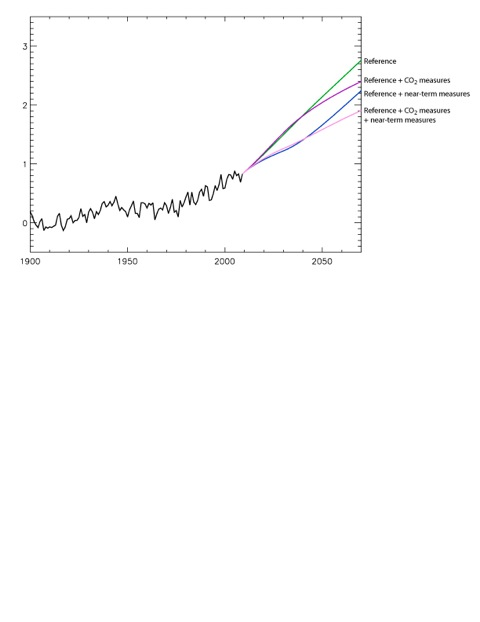 3
Reference
Reference + CO2 measures
2
Reference + near-term measures
Reference + CO2 measures
+ near-term measures
1
0
1900 1950 2000 2050